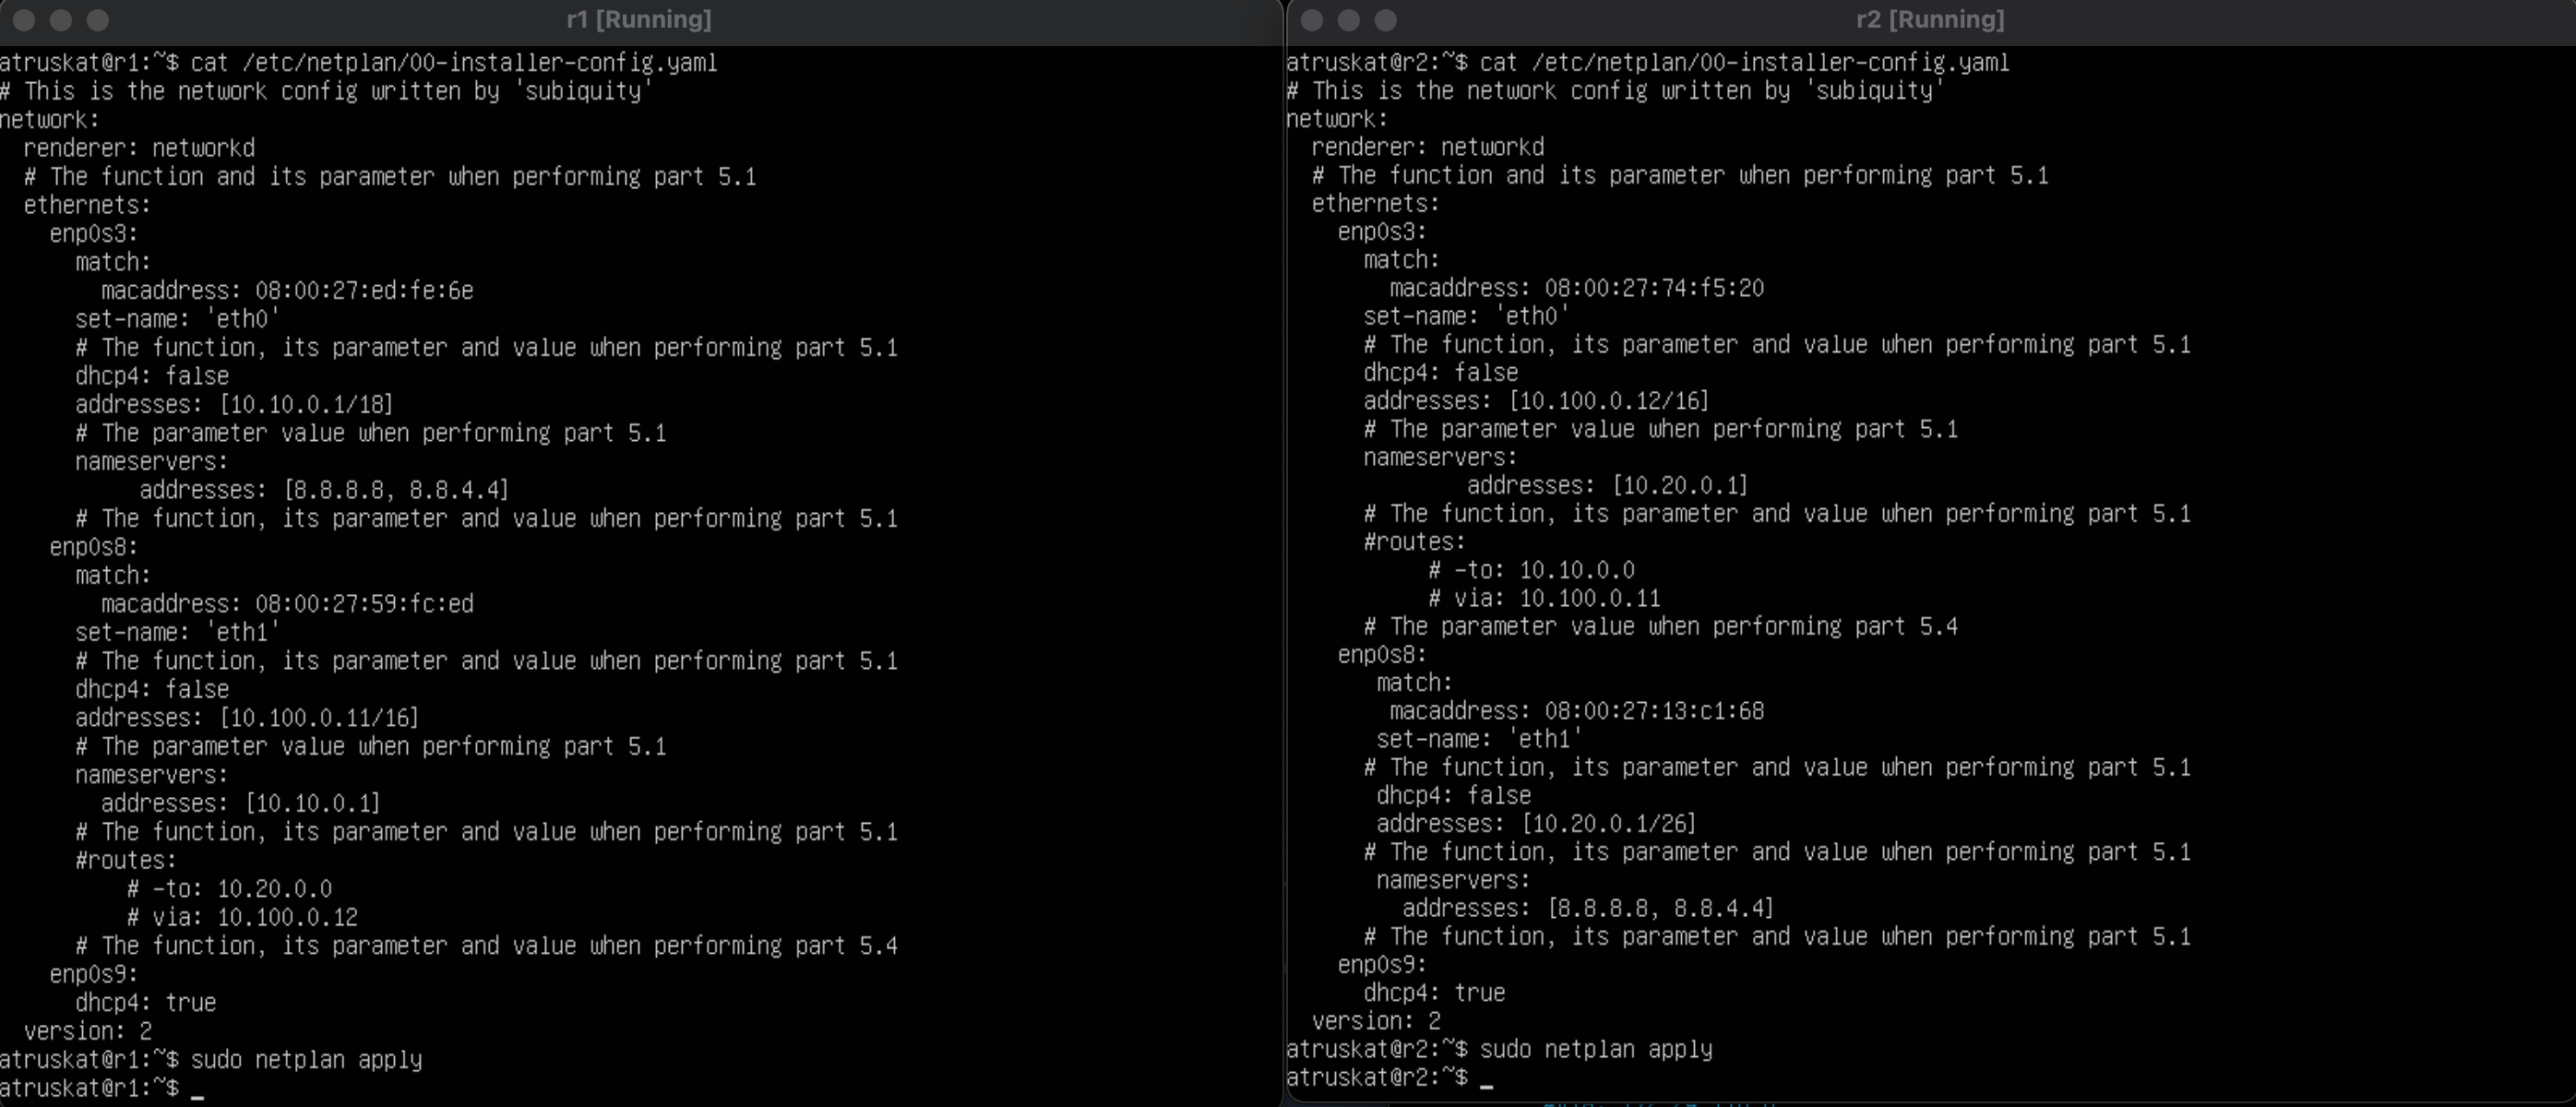 r1 [Running]
atruskat@r1:~$ cat /etc/netplan/00-installer-config.yaml
# This is the network config written by 'subiquity'
network:
  renderer: networkd
  # The function and its parameter when performing part 5.1
  ethernets:
    enp0s3:
      match:
        macaddress: 08:00:27:ed:fe:6e
      set-name: 'eth0'
      # The function, its parameter and value when performing part 5.1
      dhcp4: false
      addresses: [10.10.0.1/18]
      # The parameter value when performing part 5.1
      nameservers:
           addresses: [8.8.8.8, 8.8.4.4]
      # The function, its parameter and value when performing part 5.1
    enp0s8:
      match:
        macaddress: 08:00:27:59:fc:ed
      set-name: 'eth1'
      # The function, its parameter and value when performing part 5.1
      dhcp4: false
      addresses: [10.100.0.11/16]
      # The parameter value when performing part 5.1
      nameservers:
        addresses: [10.10.0.1]
      # The function, its parameter and value when performing part 5.1
      #routes:
          # -to: 10.20.0.0
          # via: 10.100.0.12
      # The function, its parameter and value when performing part 5.4
    enp0s9:
      dhcp4: true
  version: 2
atruskat@r1:~$ sudo netplan apply
atruskat@r1:~$ _
r2 [Running]
atruskat@r2:~$ cat /etc/netplan/00-installer-config.yaml
# This is the network config written by 'subiquity'
network:
  renderer: networkd
  # The function and its parameter when performing part 5.1
  ethernets:
    enp0s3:
      match:
        macaddress: 08:00:27:74:f5:20
      set-name: 'eth0'
      # The function, its parameter and value when performing part 5.1
      dhcp4: false
      addresses: [10.100.0.12/16]
      # The parameter value when performing part 5.1
      nameservers:
              addresses: [10.20.0.1]
      # The function, its parameter and value when performing part 5.1
      #routes:
           # -to: 10.10.0.0
           # via: 10.100.0.11
      # The parameter value when performing part 5.4
    enp0s8:
       match:
        macaddress: 08:00:27:13:c1:68
       set-name: 'eth1'
      # The function, its parameter and value when performing part 5.1
       dhcp4: false
       addresses: [10.20.0.1/26]
      # The function, its parameter and value when performing part 5.1
       nameservers:
         addresses: [8.8.8.8, 8.8.4.4]
      # The function, its parameter and value when performing part 5.1
    enp0s9:
      dhcp4: true
  version: 2
atruskat@r2:~$ sudo netplan apply
atruskat@r2:~$ _